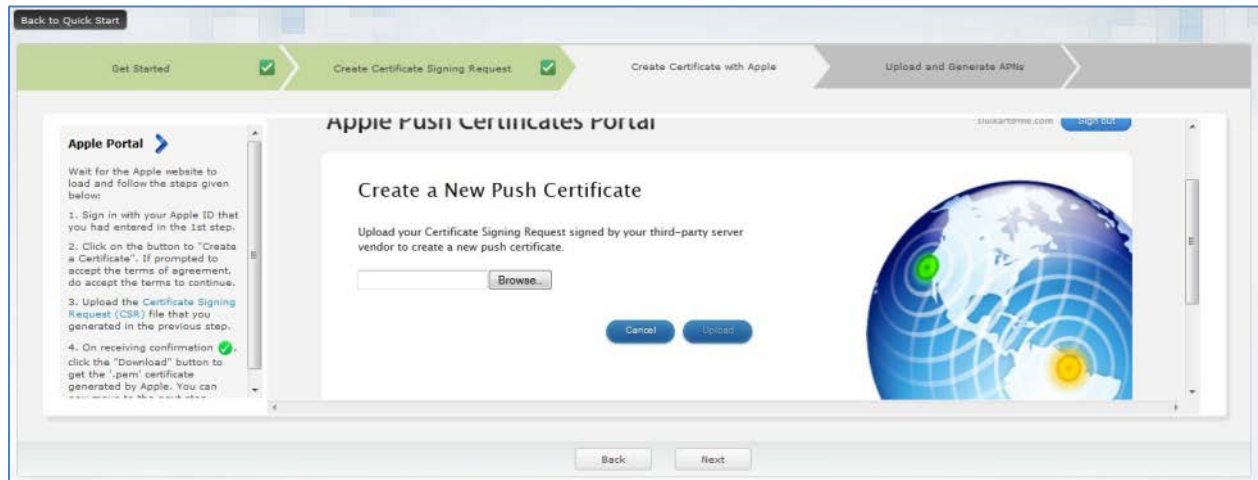 Back to Quick Start
Get Started
Create Certificate Signing Request
Create Certificate with Apple
Upload and Generate APNs
Apple Portal
Wait for the Apple website to
load and follow the steps given
below:
1. Sign in with your Apple ID that
you had entered in the 1st step.
2. Click on the button to "Create
a Certificate". If prompted to
accept the terms of agreement,
do accept the terms to continue.
3. Upload the Certificate Signing
Request (CSR) file that you
generated in the previous step.
4. On receiving confirmation ,
click the "Download" button to
get the '.pem' certificate
generated by Apple. You can
now move to the next step
Apple Push Certificates Portal
Sign out
Create a New Push Certificate
Upload your Certificate Signing Request signed by your third-party server
vendor to create a new push certificate.
Browse...
Cancel
Upload
Back
Next